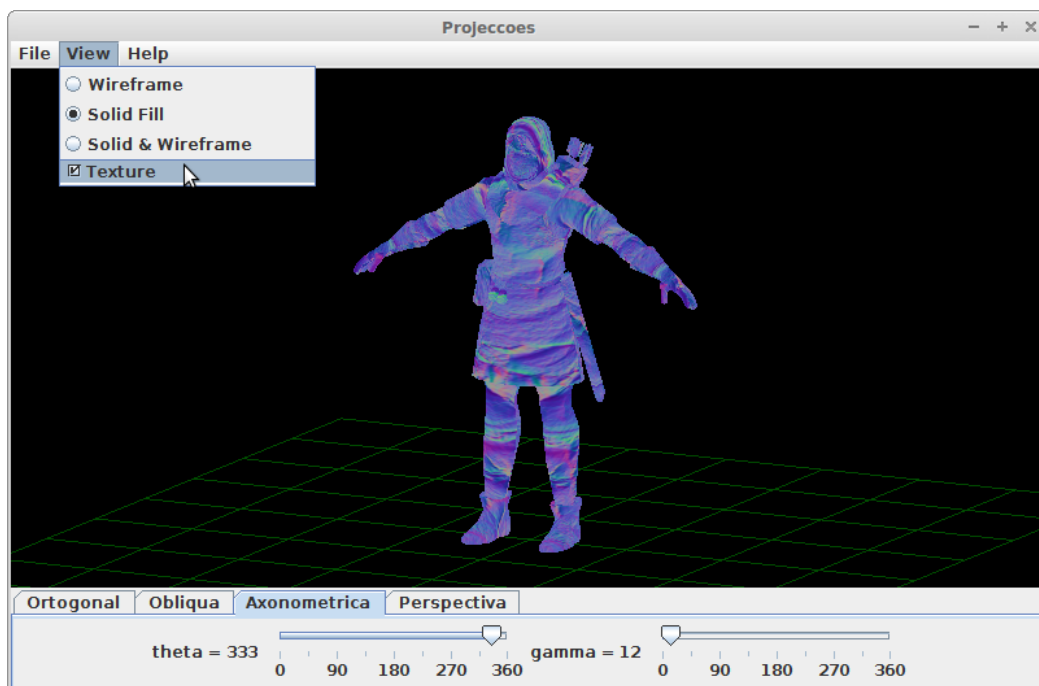 Projeccoes
File View Help
Wireframe
Solid Fill
Solid & Wireframe
Texture
Ortogonal Obliqua Axonometrica Perspectiva
theta = 333
0 90 180 270 360
gamma = 12
0 90 180 270 360